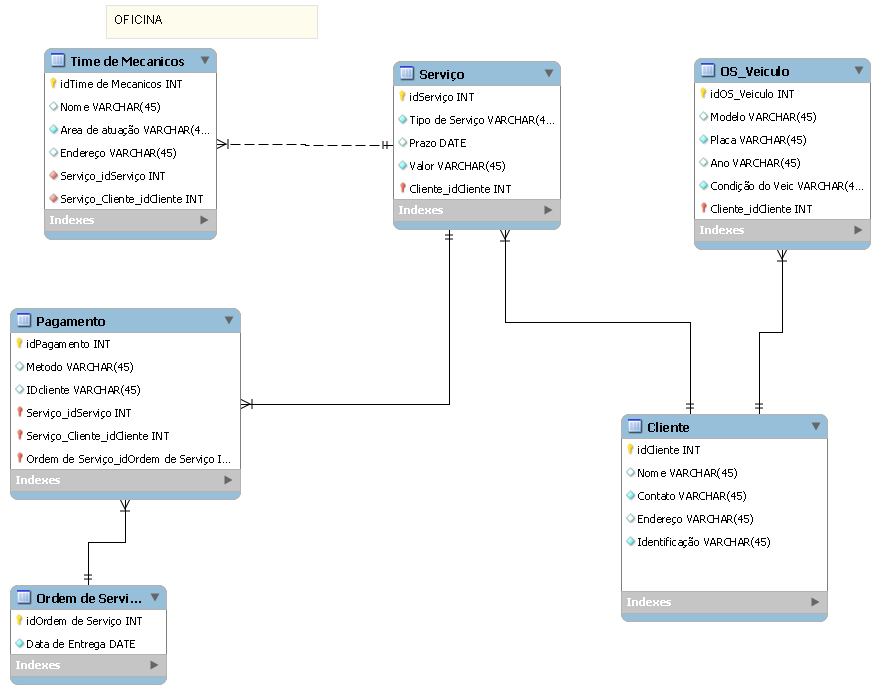 OFICINA
Time de Mecanicos
idTime de Mecanicos INT
Nome VARCHAR(45)
Area de atuação VARCHAR(4...
Endereço VARCHAR(45)
Serviço_idServiço INT
Serviço_Cliente_idCliente INT
Indexes
Serviço
idServiço INT
Tipo de Serviço VARCHAR(4...
Prazo DATE
Valor VARCHAR(45)
Cliente_idCliente INT
Indexes
OS_Veiculo
idOS_Veiculo INT
Modelo VARCHAR(45)
Placa VARCHAR(45)
Ano VARCHAR(45)
Condição do Veic VARCHAR(4...
Cliente_idCliente INT
Indexes
Pagamento
idPagamento INT
Metodo VARCHAR(45)
IDcliente VARCHAR(45)
Serviço_idServiço INT
Serviço_Cliente_idCliente INT
Ordem de Serviço_idOrdem de Serviço I...
Indexes
Cliente
idCliente INT
Nome VARCHAR(45)
Contato VARCHAR(45)
Endereço VARCHAR(45)
Identificação VARCHAR(45)
Indexes
Ordem de Servi...
idOrdem de Serviço INT
Data de Entrega DATE
Indexes